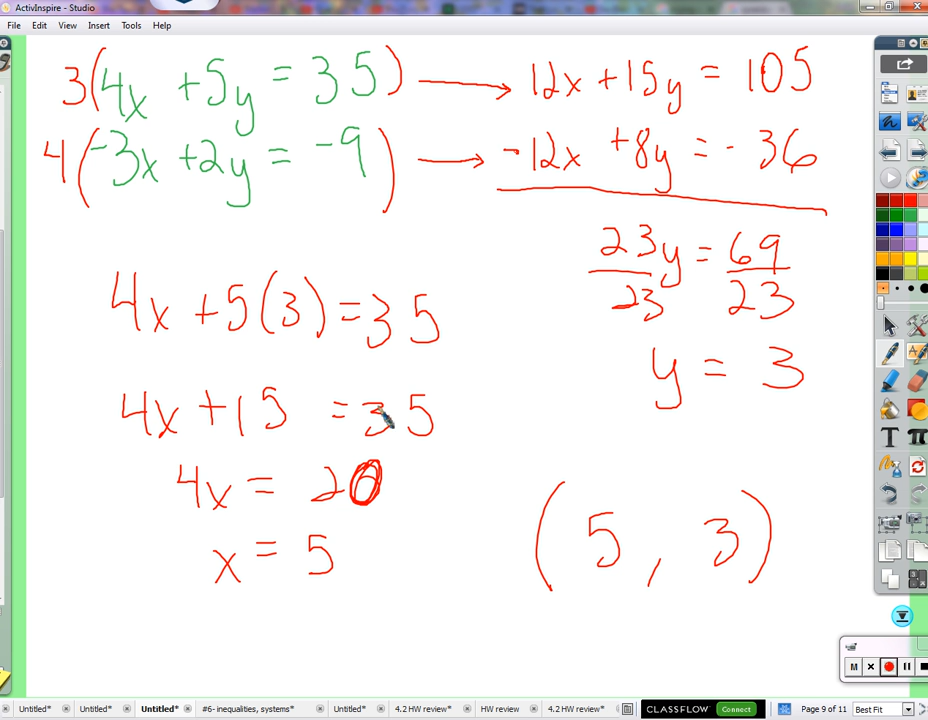 ActivInspire - Studio
File Edit View Insert Tools Help
3(4x +5y = 35) → 12x +15y = 105
4(-3x +2y = -9) → -12x +8y = -36
23y = 69
23 23
4x +5(3) = 35
y = 3
4x +15 = 35
4x = 20
x = 5
(5, 3)
Untitled* Untitled* Untitled* #6- inequalities, systems* Untitled* 4.2 HW review* HW review 4.2 HW review* CLASSFLOW Connect Page 9 of 11 Best Fit
M